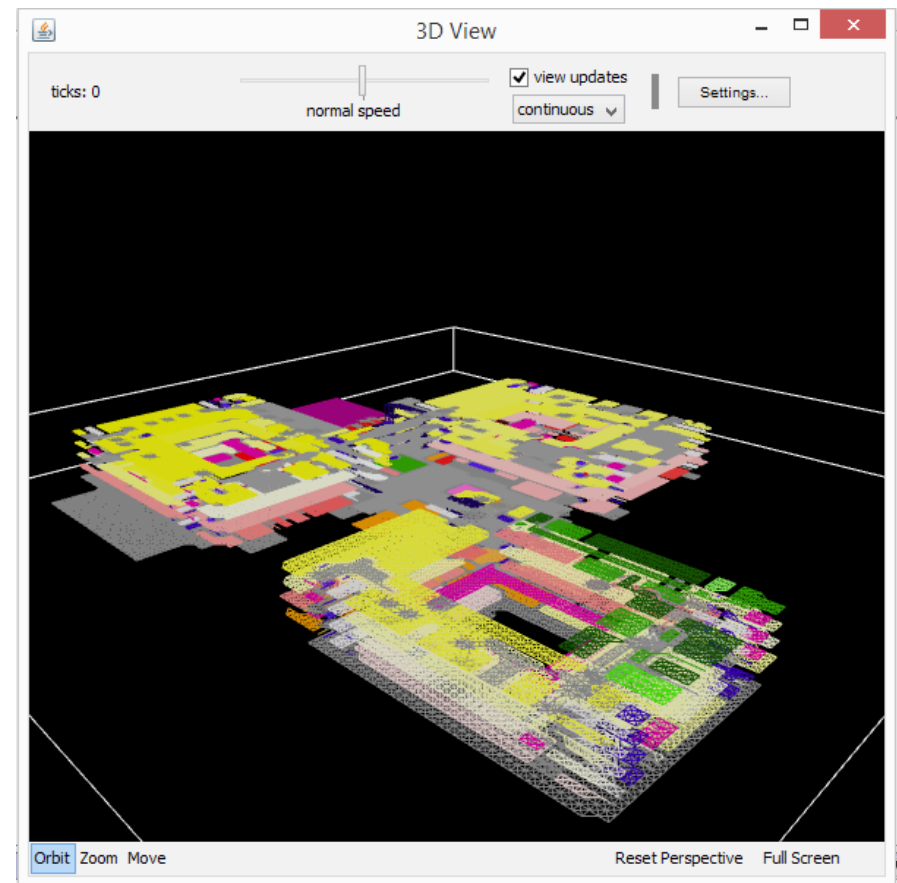 3D View
ticks: 0
normal speed
view updates
continuous
Settings...
Orbit Zoom Move
Reset Perspective Full Screen